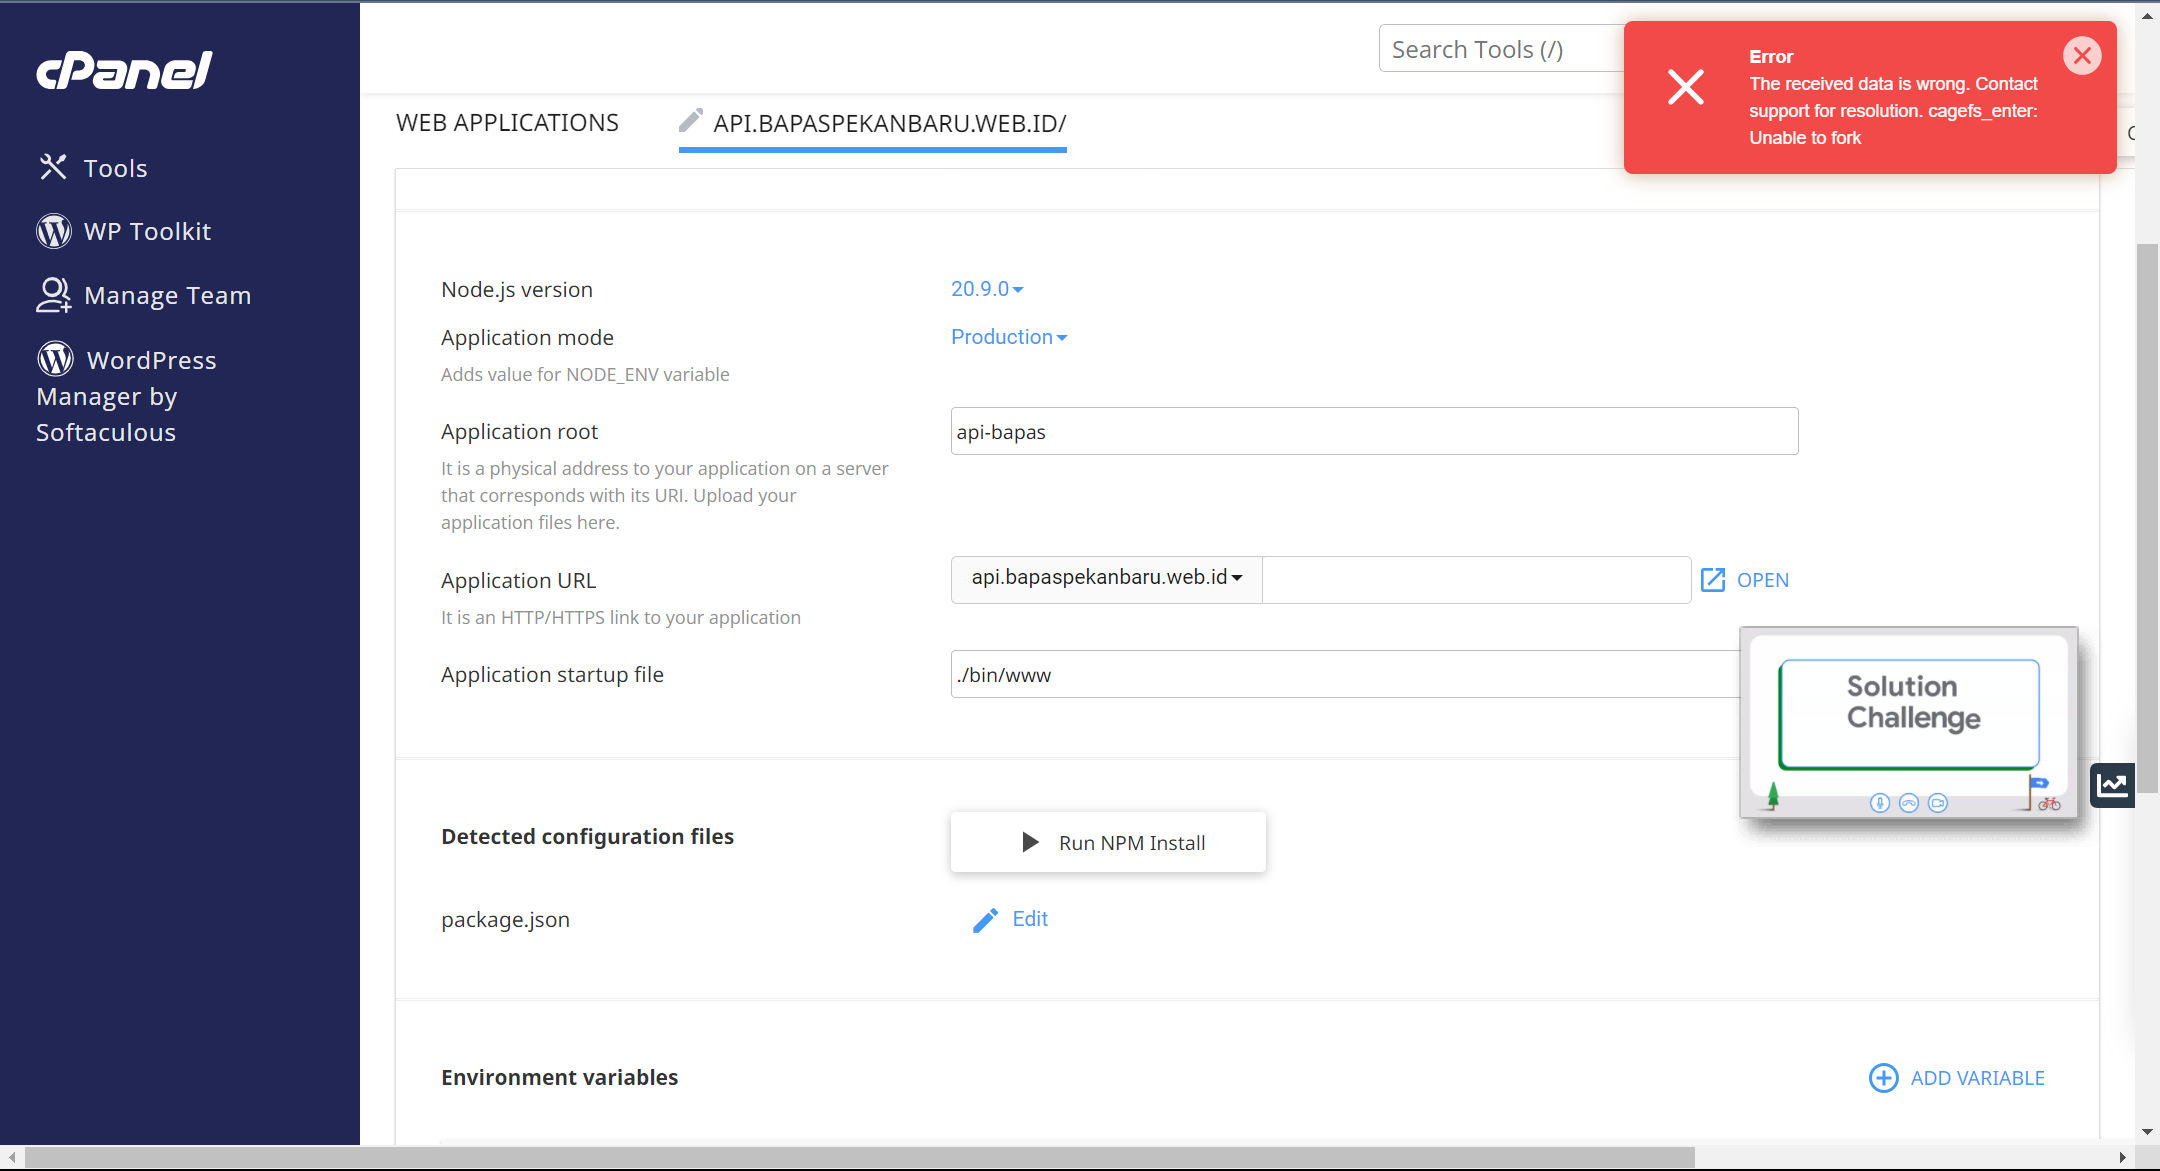 cPanel
Tools
WP Toolkit
Manage Team
WordPress
Manager by
Softaculous
Search Tools (/)
Error
The received data is wrong. Contact
support for resolution. cagefs_enter:
Unable to fork
WEB APPLICATIONS
API.BAPASPEKANBARU.WEB.ID/
Node.js version
20.9.0
Application mode
Production
Adds value for NODE_ENV variable
Application root
api-bapas
It is a physical address to your application on a server
that corresponds with its URI. Upload your
application files here.
Application URL
api.bapaspekanbaru.web.id
OPEN
It is an HTTP/HTTPS link to your application
Application startup file
./bin/www
Solution
Challenge
Detected configuration files
Run NPM Install
package.json
Edit
Environment variables
ADD VARIABLE